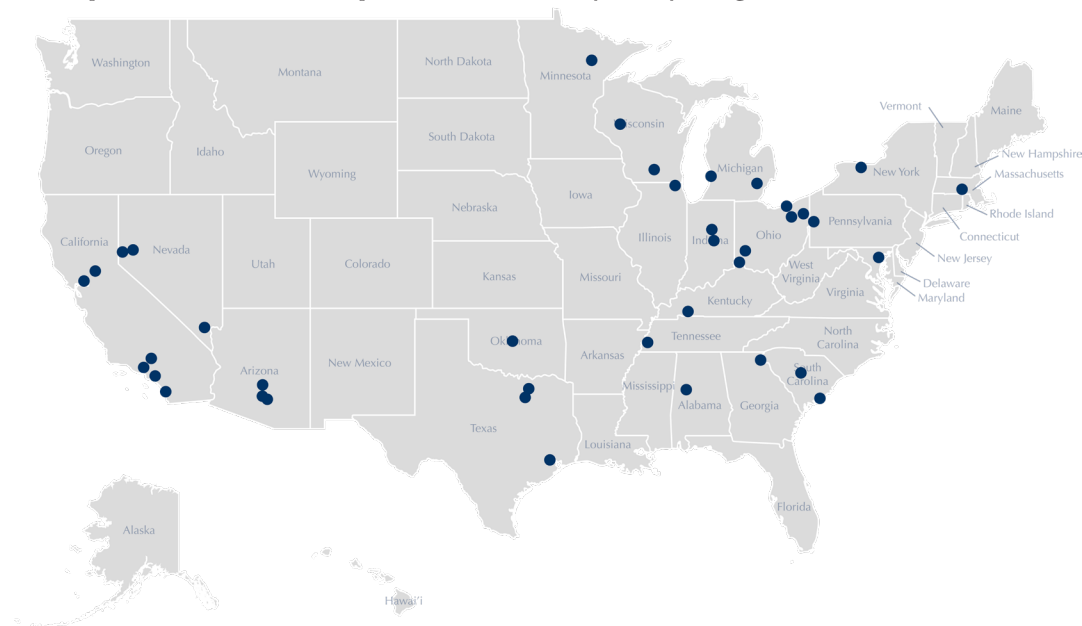 Washington
Montana
North Dakota
Minnesota
Vermont
Maine
Oregon
Idaho
South Dakota
Wisconsin
New Hampshire
Massachusetts
Wyoming
Michigan
New York
Iowa
Nebraska
Rhode Island
Connecticut
California
Nevada
Utah
Colorado
Kansas
Missouri
Illinois
Indiana
Ohio
Pennsylvania
New Jersey
West
Virginia
Delaware
Maryland
Virginia
Kentucky
Arizona
New Mexico
Oklahoma
Arkansas
Tennessee
North
Carolina
South
Carolina
Mississippi
Alabama
Georgia
Texas
Louisiana
Florida
Alaska
Hawai'i